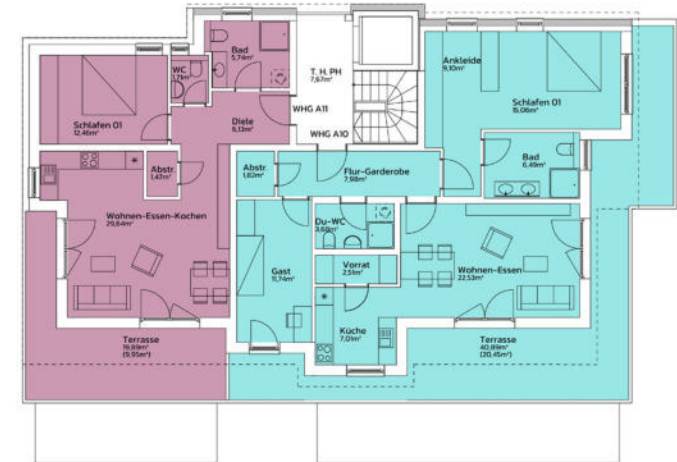 Bad
5,74m²
WC
1,71m²
T. H. PH
7,67m²
Ankleide
9,10m²
Schlafen 01
12,46m²
Schlafen 01
15,06m²
WHG A11
Diele
5,13m²
WHG A10
Abstr.
1,47m²
Abstr.
1,82m²
Flur-Garderobe
7,98m²
Bad
6,49m²
Wohnen-Essen-Kochen
29,64m²
Du-WC
3,68m²
Gast
11,74m²
Vorrat
2,51m²
Wohnen-Essen
22,53m²
Küche
7,01m²
Terrasse
19,89m²
(9,95m²)
Terrasse
40,89m²
(20,45m²)